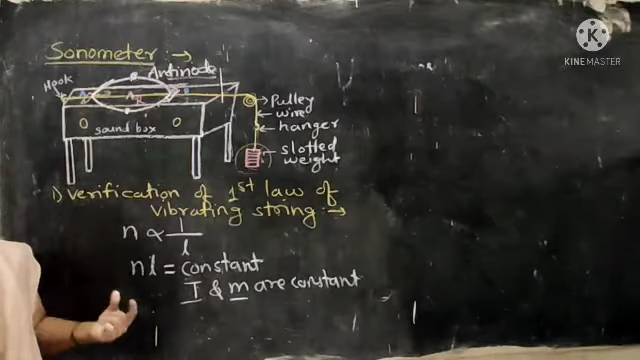 Sonometer →
Hook
Antinode
A
B
Pulley
wire
hanger
sound box
slotted
weight
1) verification of 1st law of
vibrating string :→
n ∝ 1/l
nl = constant
T & m are constant
KINEMASTER